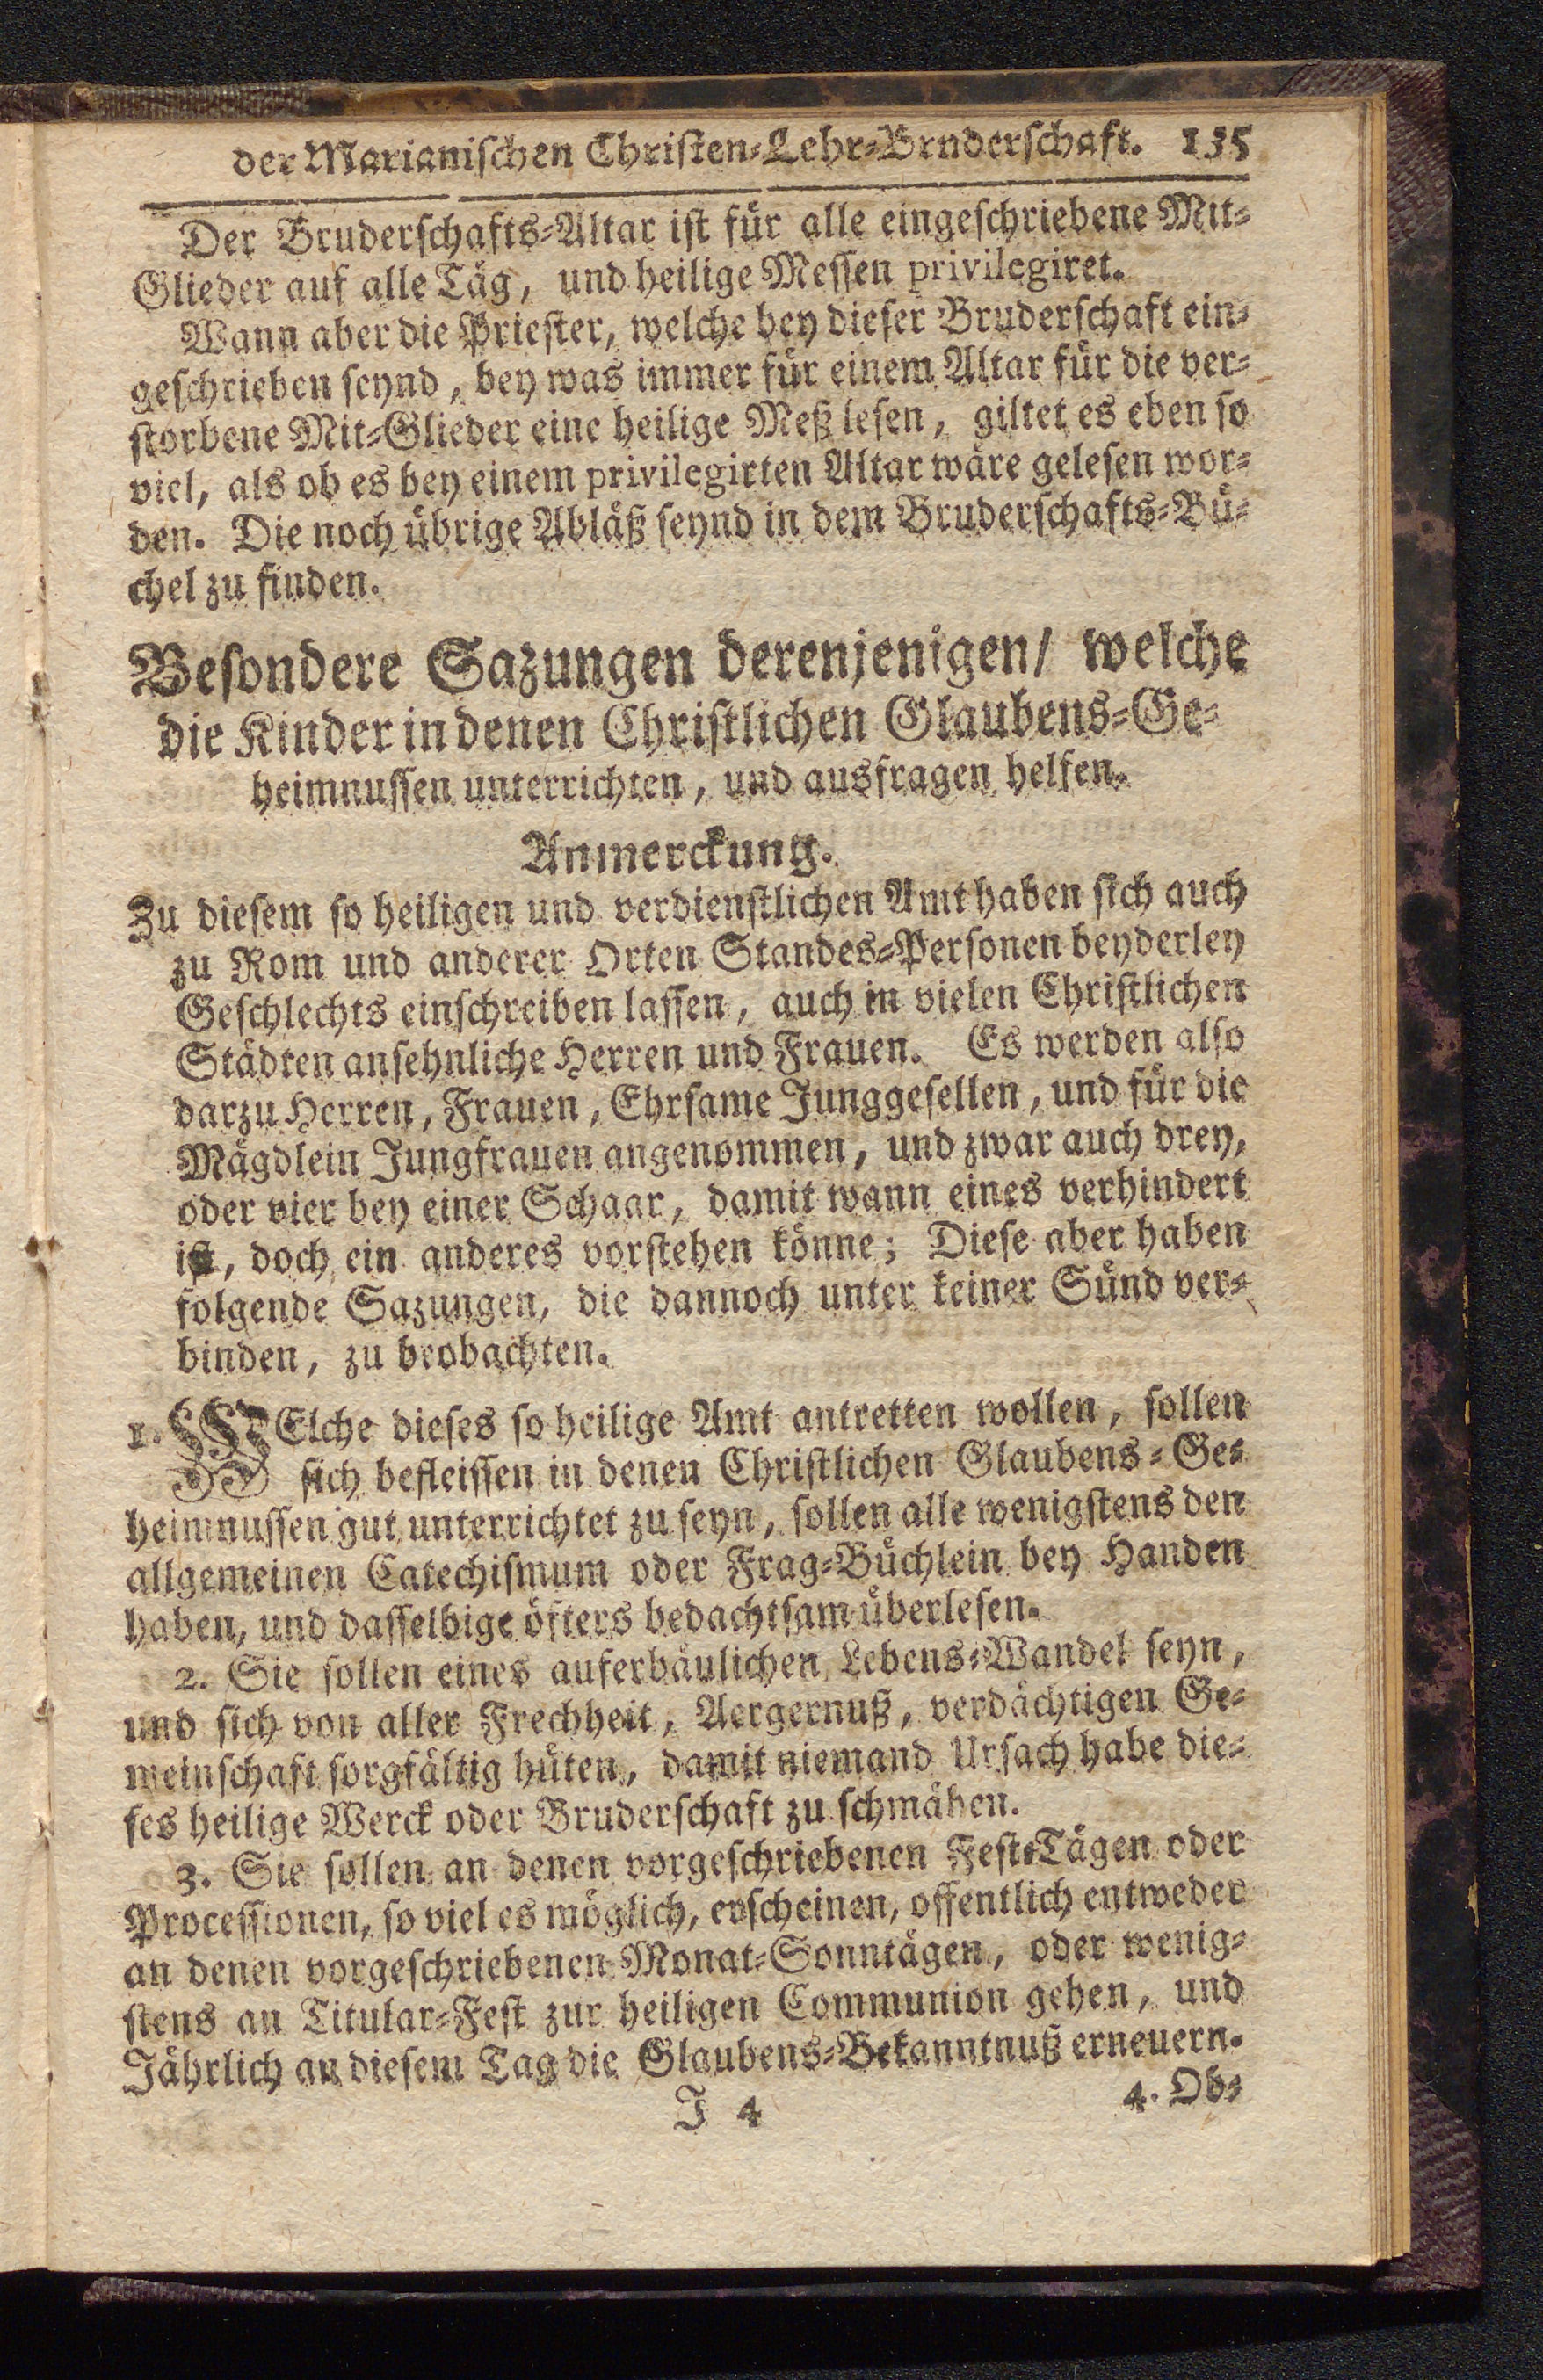 der Marianischen Christen-Lehr-Brnderschaft. 135
Der Bruderschafts-Altar ist für alle eingeschriebene Mit-
Glieder auf alle Täg, und heilige Messen privilegiret.
Wann aber die Priester, welche bey dieser Bruderschaft ein-
geschrieben seynd, bey was immer für einem Altar für die ver-
storbene Mit-Glieder eine heilige Meß lesen, giltet es eben so
viel, als ob es bey einem privilegirten Altar wäre gelesen wor-
den. Die noch übrige Abläß seynd in dem Bruderschafts-Bü-
chel zu finden.
Besondere Sazungen derenjenigen/ welche
die Kinder in denen Christlichen Glaubens-Ge-
heimnussen unterrichten, und ausfragen helfen.
Anmerckung.
Zu diesem so heiligen und verdienstlichen Amt haben sich auch
zu Rom und anderer Orten Standes-Personen beyderley
Geschlechts einschreiben lassen, auch in vielen Christlichen
Städten ansehnliche Herren und Frauen. Es werden also
darzu Herren, Frauen, Ehrsame Junggesellen, und für die
Mägdlein Jungfrauen angenommen, und zwar auch drey,
oder vier bey einer Schaar, damit wann eines verhindert
ist, doch ein anderes vorstehen könne; Diese aber haben
folgende Sazungen, die dannoch unter keiner Sünd ver-
binden, zu beobachten.
1. WElche dieses so heilige Amt antretten wollen, sollen
sich befleissen in denen Christlichen Glaubens-Ge-
heimnussen gut unterrichtet zu seyn, sollen alle wenigstens den
allgemeinen Catechismum oder Frag-Büchlein bey Handen
haben, und dasselbige öfters bedachtsam überlesen.
2. Sie sollen eines auferbäulichen Lebens-Wandel seyn,
und sich von aller Frechheit, Aergernuß, verdächtigen Ge-
meinschaft sorgfältig hüten, damit niemand Ursach habe die-
ses heilige Werck oder Bruderschaft zu schmähen.
3. Sie sollen an denen vorgeschriebenen Fest-Tägen oder
Processionen, so viel es möglich, erscheinen, offentlich entweder
an denen vorgeschriebenen Monat-Sonntägen, oder wenig-
stens an Titular-Fest zur heiligen Communion gehen, und
Jährlich an diesem Tag die Glaubens-Bekanntnuß erneuern.
J 4 4. Ob-